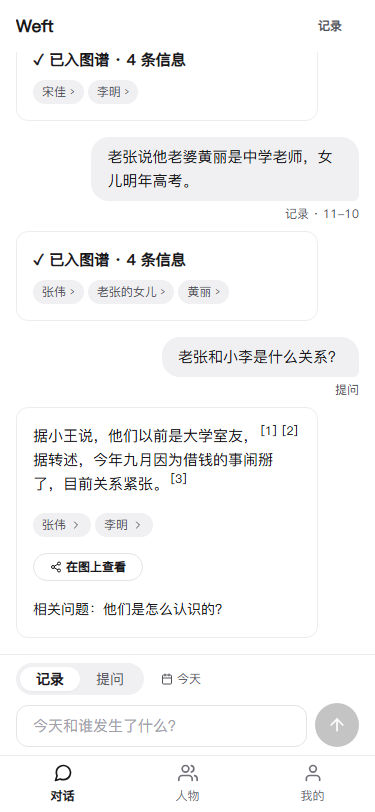 Weft
记录
✓ 已入图谱 · 4 条信息
宋佳 ›
李明 ›
老张说他老婆黄丽是中学老师，女
儿明年高考。
记录 · 11-10
✓ 已入图谱 · 4 条信息
张伟 ›
老张的女儿 ›
黄丽 ›
老张和小李是什么关系？
提问
据小王说，他们以前是大学室友，[1] [2]
据转述，今年九月因为借钱的事闹掰
了，目前关系紧张。[3]
张伟 ›
李明 ›
在图上查看
相关问题：他们是怎么认识的？
记录
提问
今天
今天和谁发生了什么？
对话
人物
我的